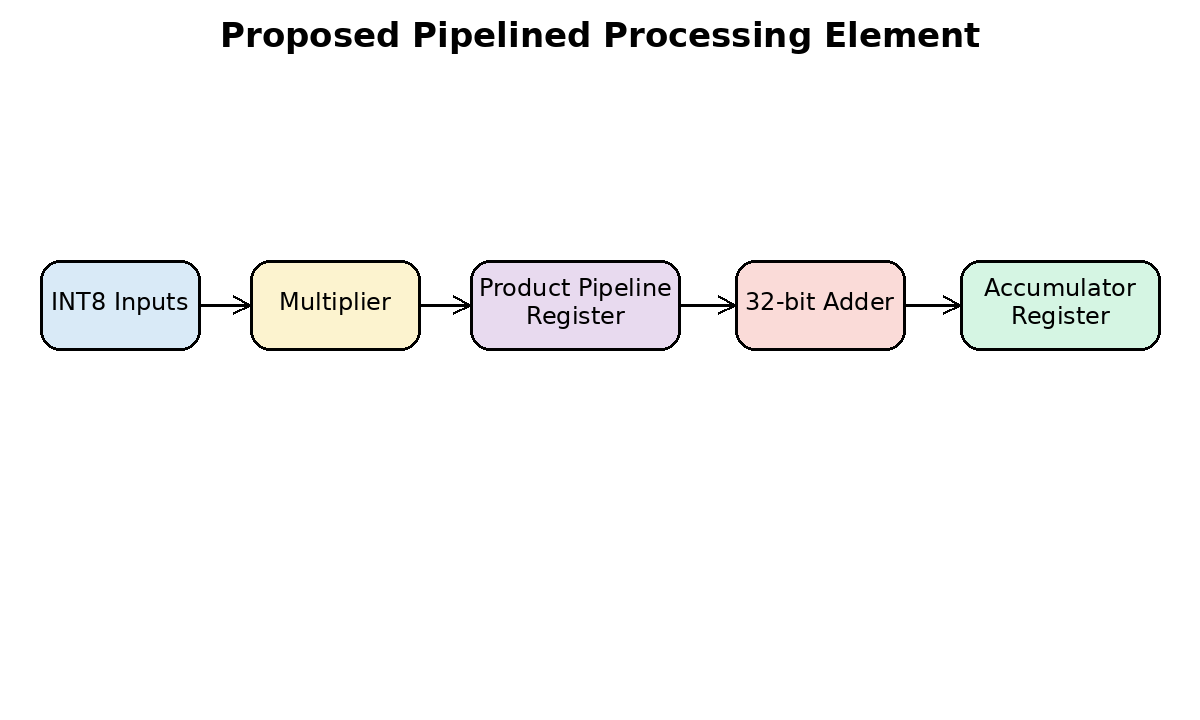 Proposed Pipelined Processing Element
INT8 Inputs
Multiplier
Product Pipeline
Register
32-bit Adder
Accumulator
Register